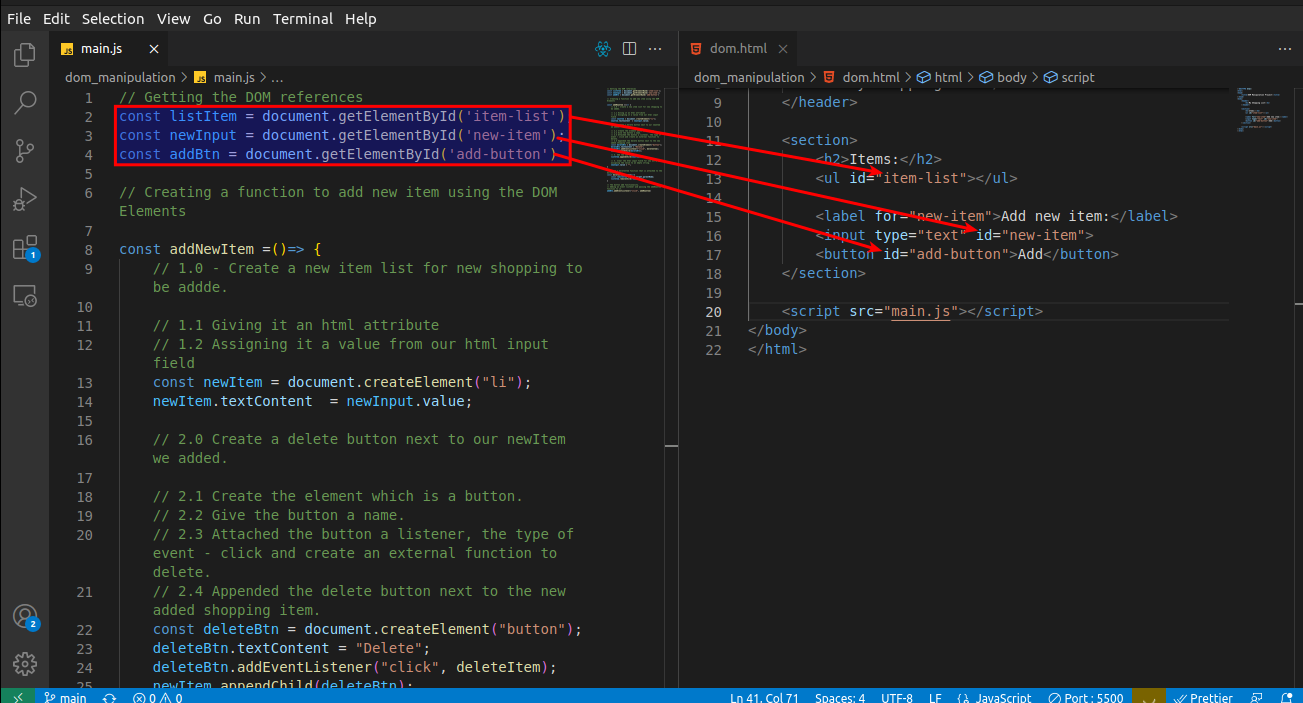 File Edit Selection View Go Run Terminal Help
main.js
dom_manipulation > main.js > ...
1 // Getting the DOM references
2 const listItem = document.getElementById('item-list')
3 const newInput = document.getElementById('new-item');
4 const addBtn = document.getElementById('add-button')
5
6 // Creating a function to add new item using the DOM
Elements
7
8 const addNewItem =()=> {
9 // 1.0 - Create a new item list for new shopping to
be addde.
10
11 // 1.1 Giving it an html attribute
12 // 1.2 Assigning it a value from our html input
field
13 const newItem = document.createElement("li");
14 newItem.textContent  = newInput.value;
15
16 // 2.0 Create a delete button next to our newItem
we added.
17
18 // 2.1 Create the element which is a button.
19 // 2.2 Give the button a name.
20 // 2.3 Attached the button a listener, the type of
event - click and create an external function to
delete.
21 // 2.4 Appended the delete button next to the new
added shopping item.
22 const deleteBtn = document.createElement("button");
23 deleteBtn.textContent = "Delete";
24 deleteBtn.addEventListener("click", deleteItem);
25 newItem.appendChild(deleteBtn);
dom.html
dom_manipulation > dom.html > html > body > script
9 </header>
10
11 <section>
12 <h2>Items:</h2>
13 <ul id="item-list"></ul>
14
15 <label for="new-item">Add new item:</label>
16 <input type="text" id="new-item">
17 <button id="add-button">Add</button>
18 </section>
19
20 <script src="main.js"></script>
21 </body>
22 </html>
1
2
main 0 0 Ln 41, Col 71 Spaces: 4 UTF-8 LF JavaScript Port : 5500 Prettier